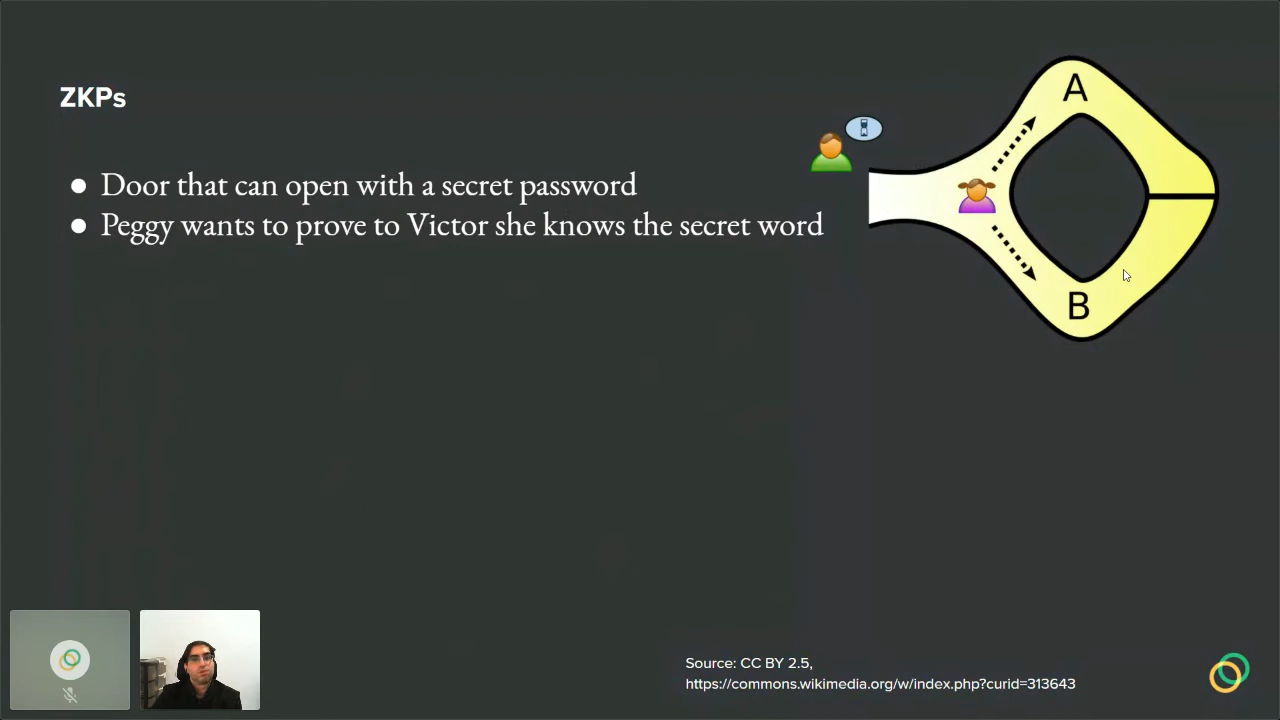 ZKPs
● Door that can open with a secret password
● Peggy wants to prove to Victor she knows the secret word
A
B
Source: CC BY 2.5,
https://commons.wikimedia.org/w/index.php?curid=313643